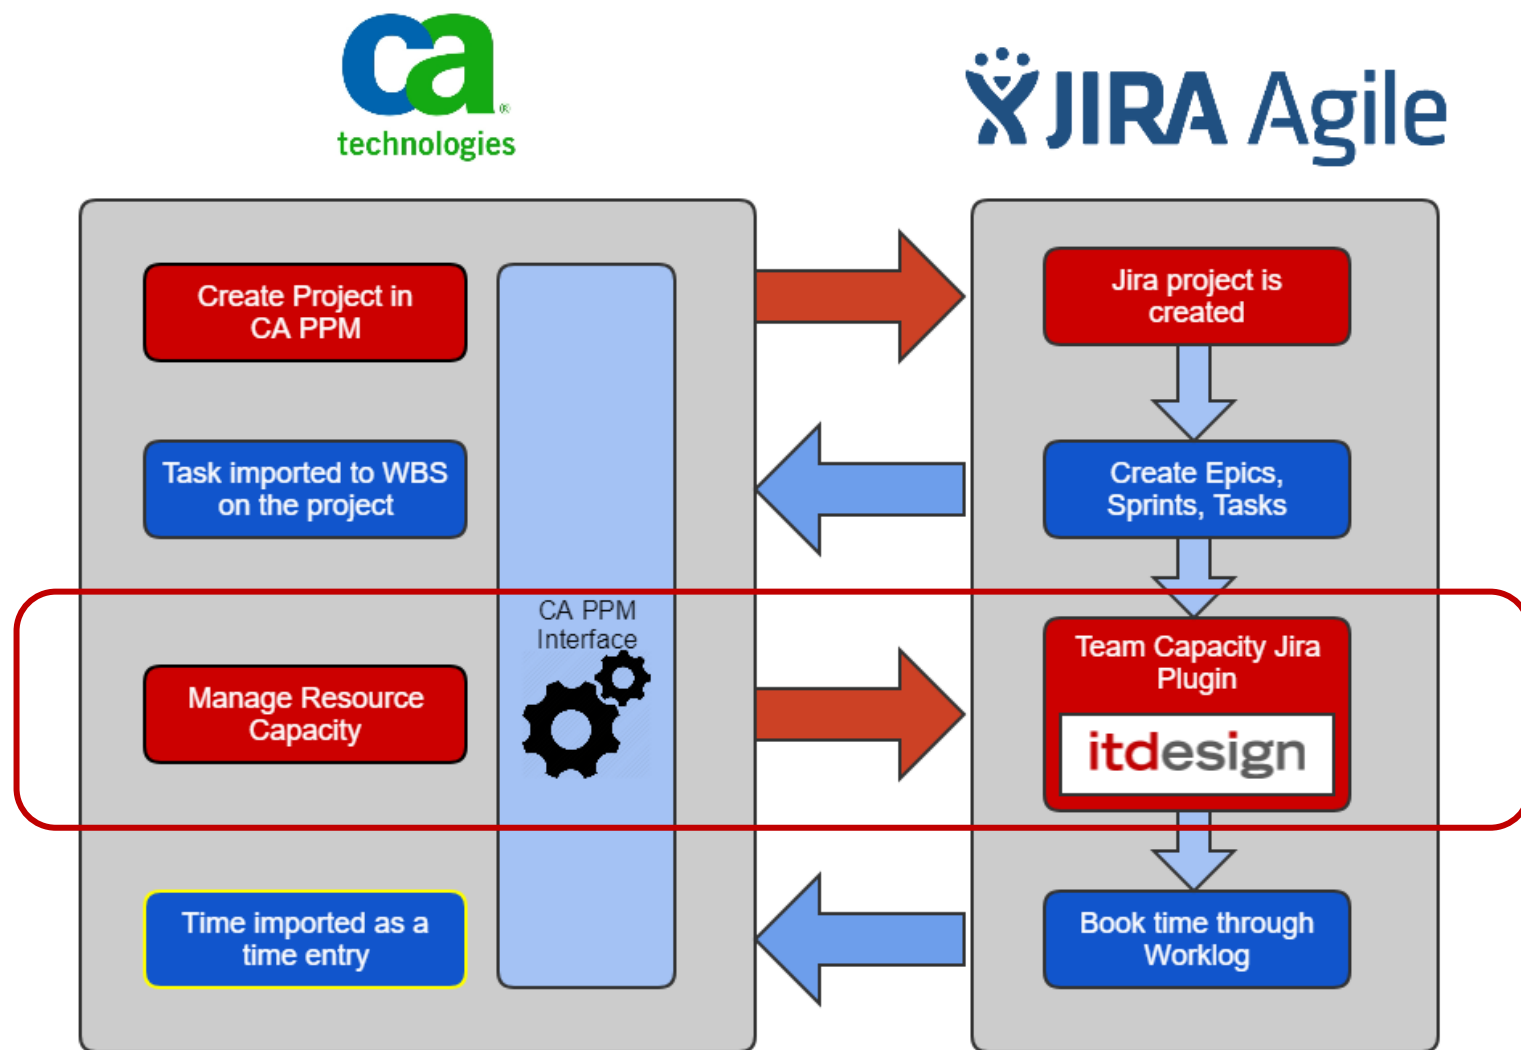 ca
®
technologies
JIRA Agile
Create Project in
CA PPM
Jira project is
created
Task imported to WBS
on the project
Create Epics,
Sprints, Tasks
CA PPM
Interface
Manage Resource
Capacity
Team Capacity Jira
Plugin
itdesign
Time imported as a
time entry
Book time through
Worklog